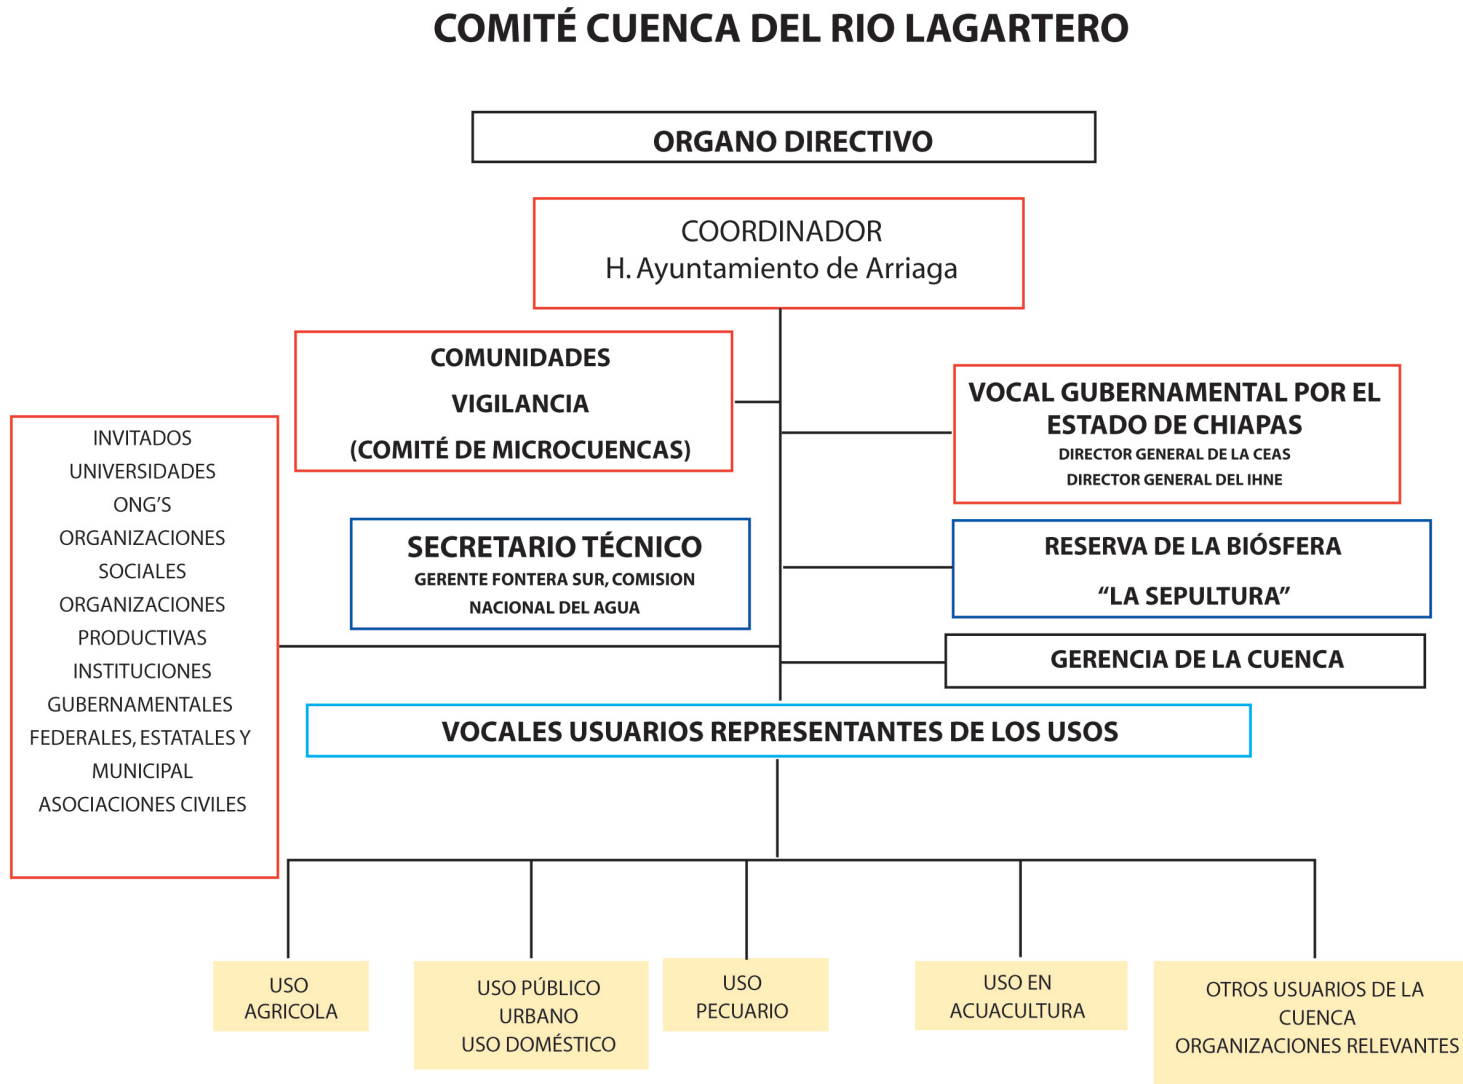 COMITÉ CUENCA DEL RIO LAGARTERO
ORGANO DIRECTIVO
COORDINADOR
H. Ayuntamiento de Arriaga
COMUNIDADES
VIGILANCIA
(COMITÉ DE MICROCUENCAS)
VOCAL GUBERNAMENTAL POR EL
ESTADO DE CHIAPAS
DIRECTOR GENERAL DE LA CEAS
DIRECTOR GENERAL DEL IHNE
INVITADOS
UNIVERSIDADES
ONG'S
ORGANIZACIONES
SOCIALES
ORGANIZACIONES
PRODUCTIVAS
INSTITUCIONES
GUBERNAMENTALES
FEDERALES, ESTATALES Y
MUNICIPAL
ASOCIACIONES CIVILES
SECRETARIO TÉCNICO
GERENTE FONTERA SUR, COMISION
NACIONAL DEL AGUA
RESERVA DE LA BIÓSFERA
“LA SEPULTURA”
GERENCIA DE LA CUENCA
VOCALES USUARIOS REPRESENTANTES DE LOS USOS
USO
AGRICOLA
USO PÚBLICO
URBANO
USO DOMÉSTICO
USO
PECUARIO
USO EN
ACUACULTURA
OTROS USUARIOS DE LA
CUENCA
ORGANIZACIONES RELEVANTES